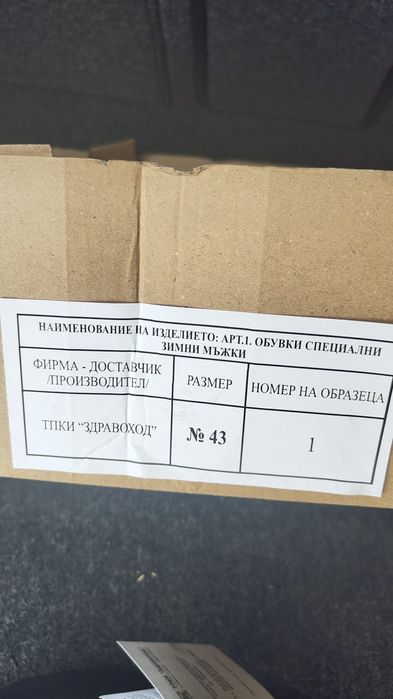 НАИМЕНОВАНИЕ НА ИЗДЕЛИЕТО: АРТ.1. ОБУВКИ СПЕЦИАЛНИ
ЗИМНИ МЪЖКИ
ФИРМА - ДОСТАВЧИК
/ПРОИЗВОДИТЕЛ/
РАЗМЕР
НОМЕР НА ОБРАЗЕЦА
ТПКИ “ЗДРАВОХОД”
№ 43
1